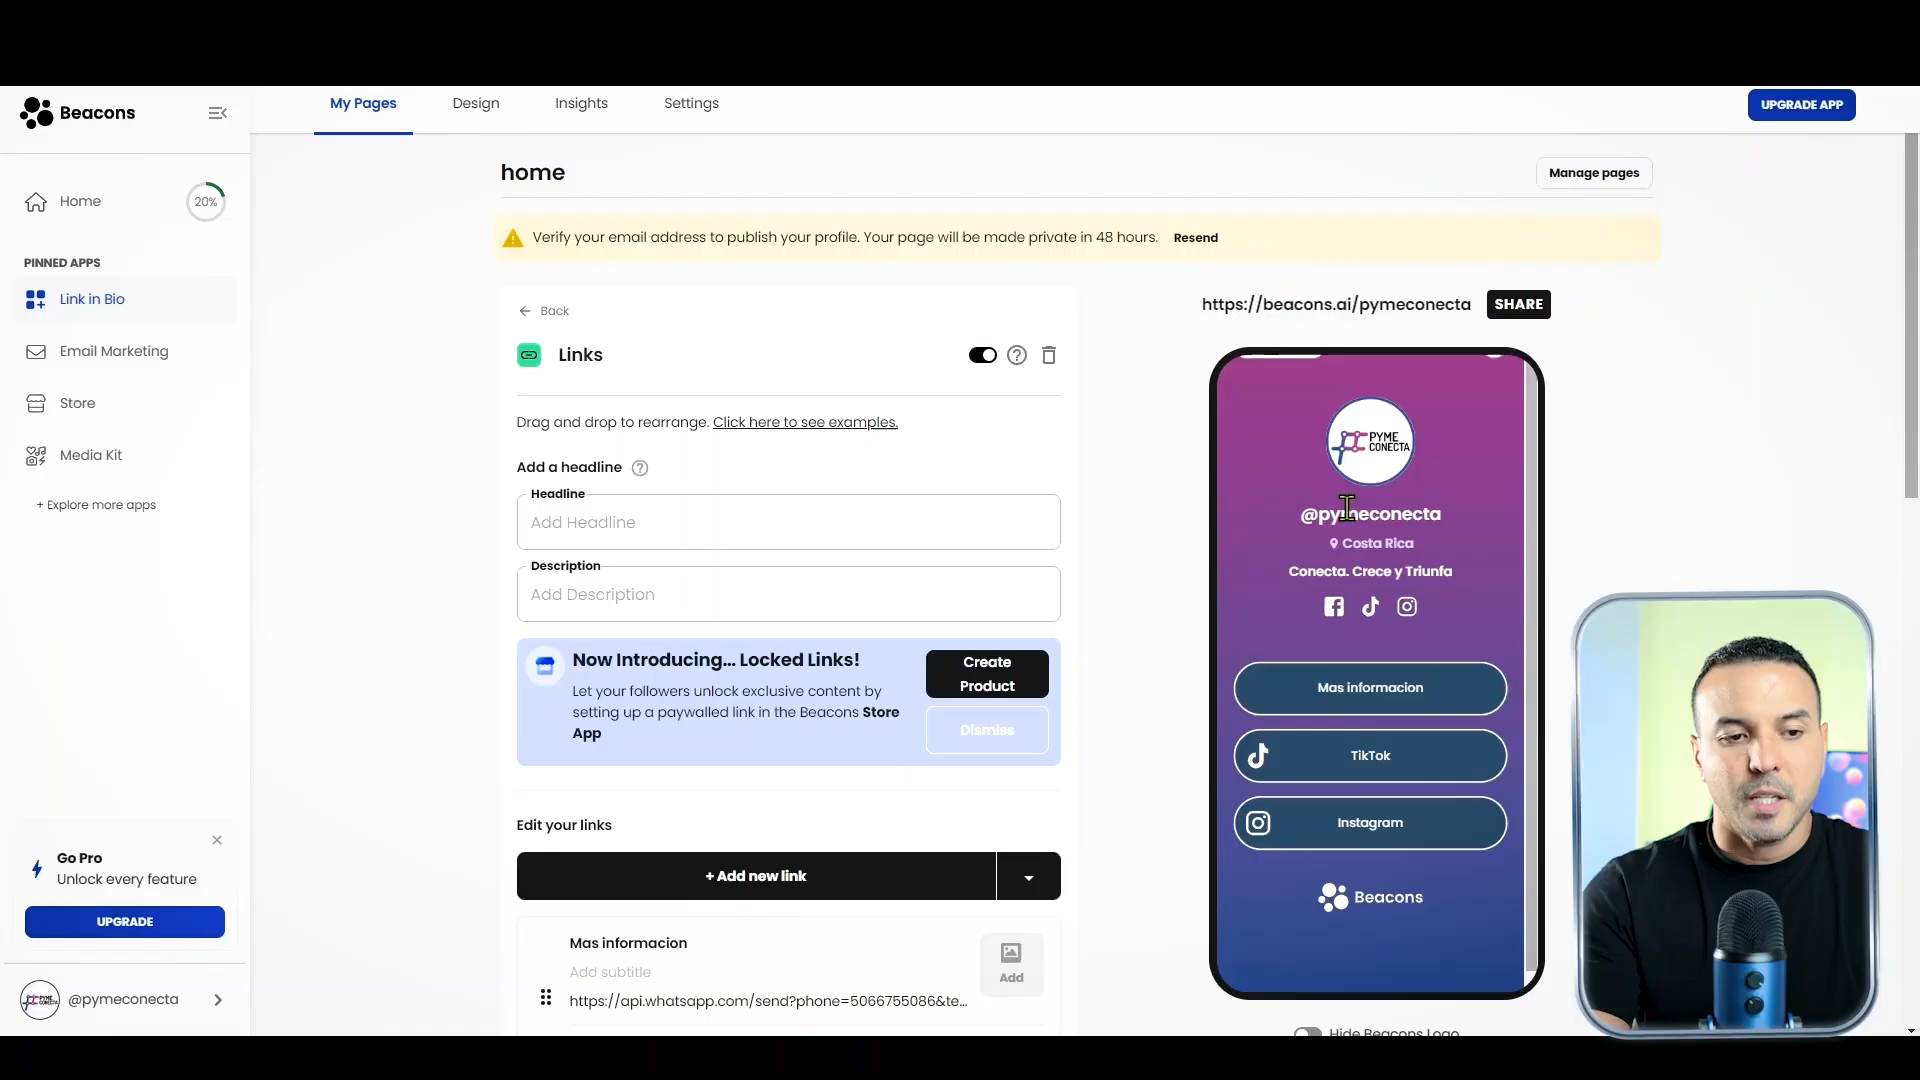 Beacons
My Pages
Design
Insights
Settings
UPGRADE APP
Home
20%
PINNED APPS
Link in Bio
Email Marketing
Store
Media Kit
+ Explore more apps
Go Pro
Unlock every feature
UPGRADE
@pymeconecta
home
Manage pages
Verify your email address to publish your profile. Your page will be made private in 48 hours. Resend
Back
Links
Drag and drop to rearrange. Click here to see examples.
Add a headline
Headline
Add Headline
Description
Add Description
Now Introducing... Locked Links!
Let your followers unlock exclusive content by
setting up a paywalled link in the Beacons Store
App
Create
Product
Dismiss
Edit your links
+ Add new link
Mas informacion
Add subtitle
https://api.whatsapp.com/send?phone=5066755086&te...
Add
https://beacons.ai/pymeconecta
SHARE
PYME
CONECTA
@pymeconecta
Costa Rica
Conecta. Crece y Triunfa
Mas informacion
TikTok
Instagram
Beacons
Hide Beacons Logo